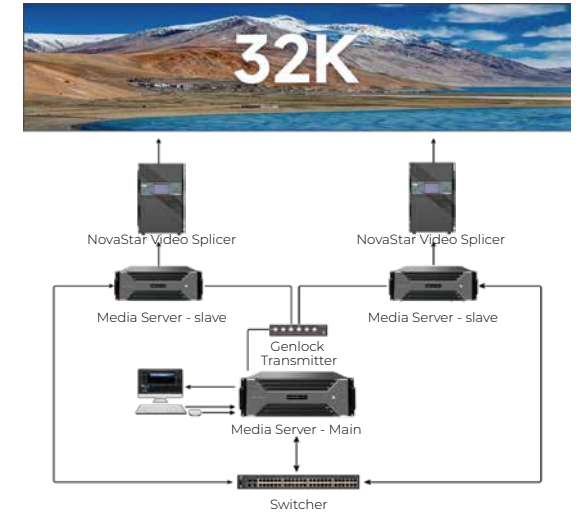 32K
NovaStar Video Splicer
NovaStar Video Splicer
Media Server - slave
Media Server - slave
Genlock
Transmitter
Media Server - Main
Switcher